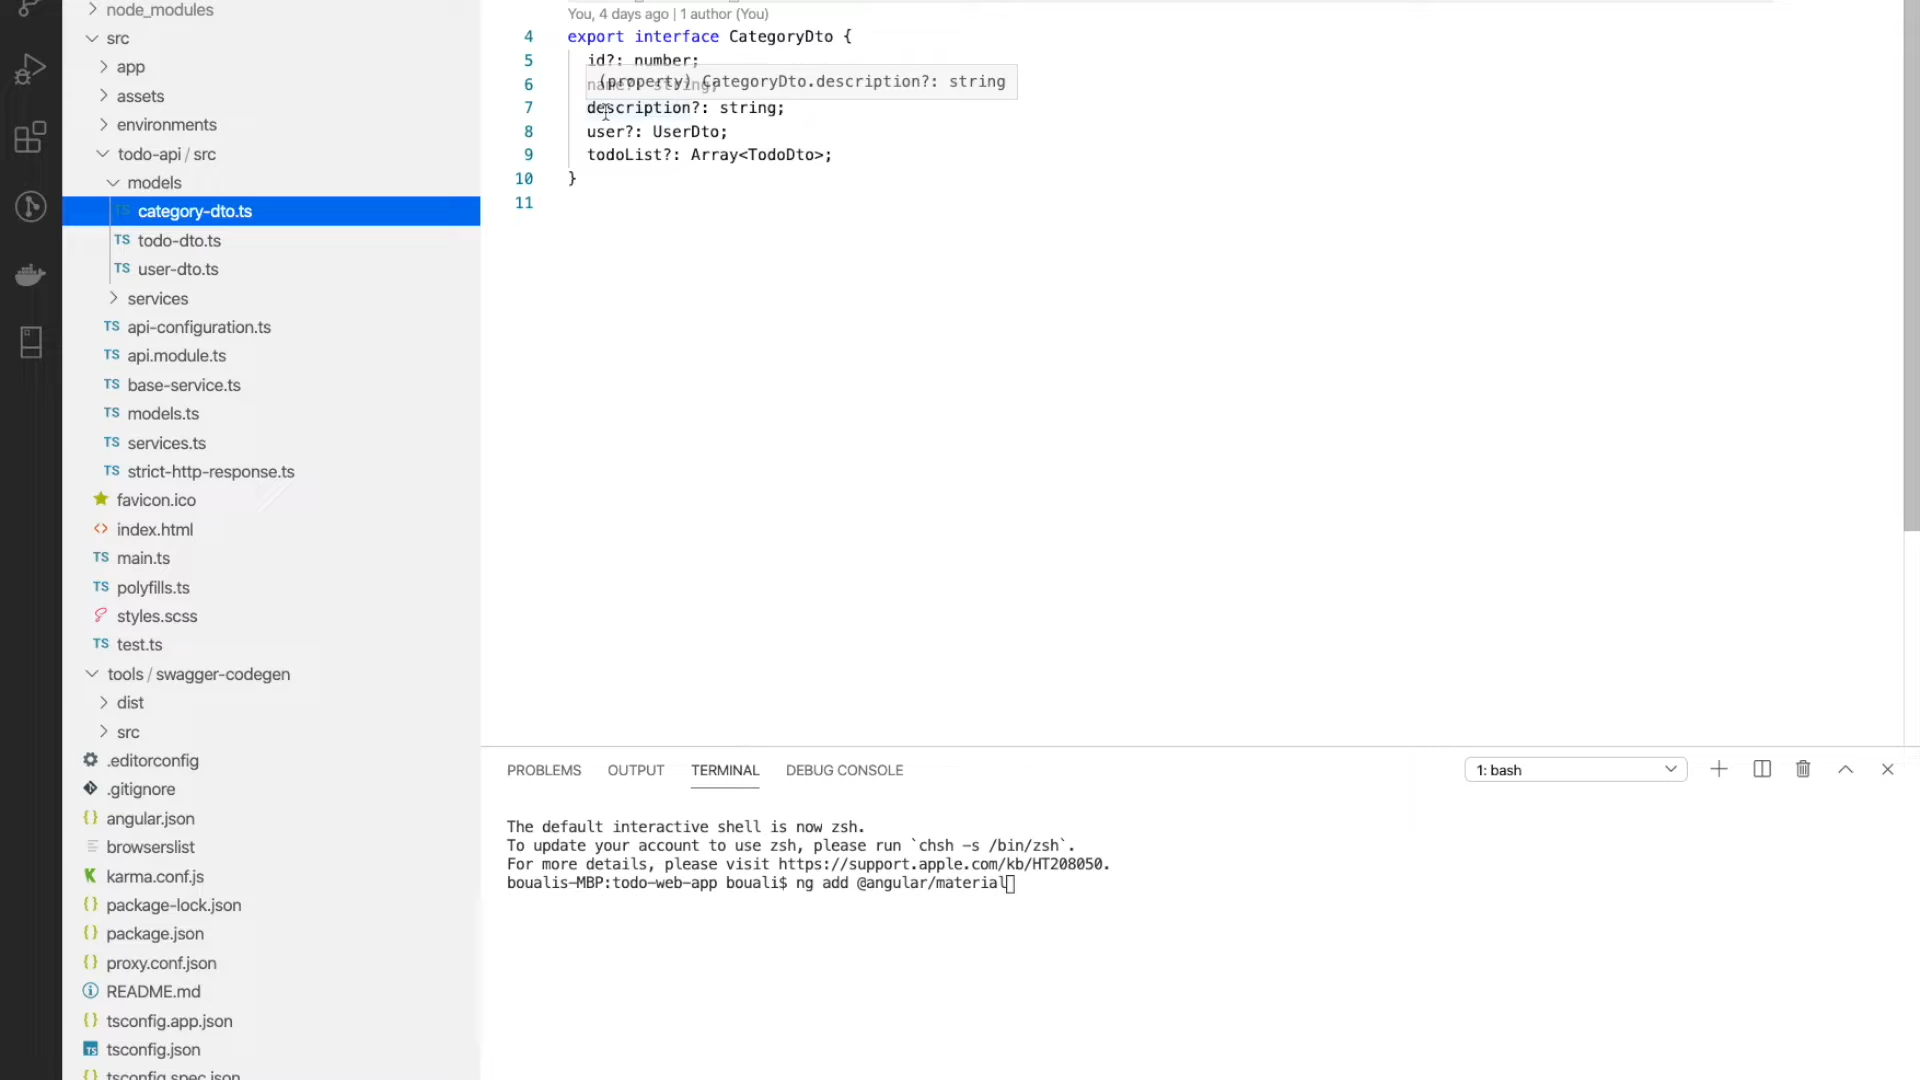 node_modules
src
app
assets
environments
todo-api / src
models
TS category-dto.ts
TS todo-dto.ts
TS user-dto.ts
services
TS api-configuration.ts
TS api.module.ts
TS base-service.ts
TS models.ts
TS services.ts
TS strict-http-response.ts
favicon.ico
<> index.html
TS main.ts
TS polyfills.ts
styles.scss
TS test.ts
tools / swagger-codegen
dist
src
.editorconfig
.gitignore
{} angular.json
browserslist
K karma.conf.js
{} package-lock.json
{} package.json
{} proxy.conf.json
README.md
{} tsconfig.app.json
TS tsconfig.json
{} tsconfig.spec.json
You, 4 days ago | 1 author (You)
4 export interface CategoryDto {
5 id?: number;
(property) CategoryDto.description?: string
6 name?: string;
7 description?: string;
8 user?: UserDto;
9 todoList?: Array<TodoDto>;
10 }
11
PROBLEMS OUTPUT TERMINAL DEBUG CONSOLE 1: bash
The default interactive shell is now zsh.
To update your account to use zsh, please run `chsh -s /bin/zsh`.
For more details, please visit https://support.apple.com/kb/HT208050.
boualis-MBP:todo-web-app bouali$ ng add @angular/material